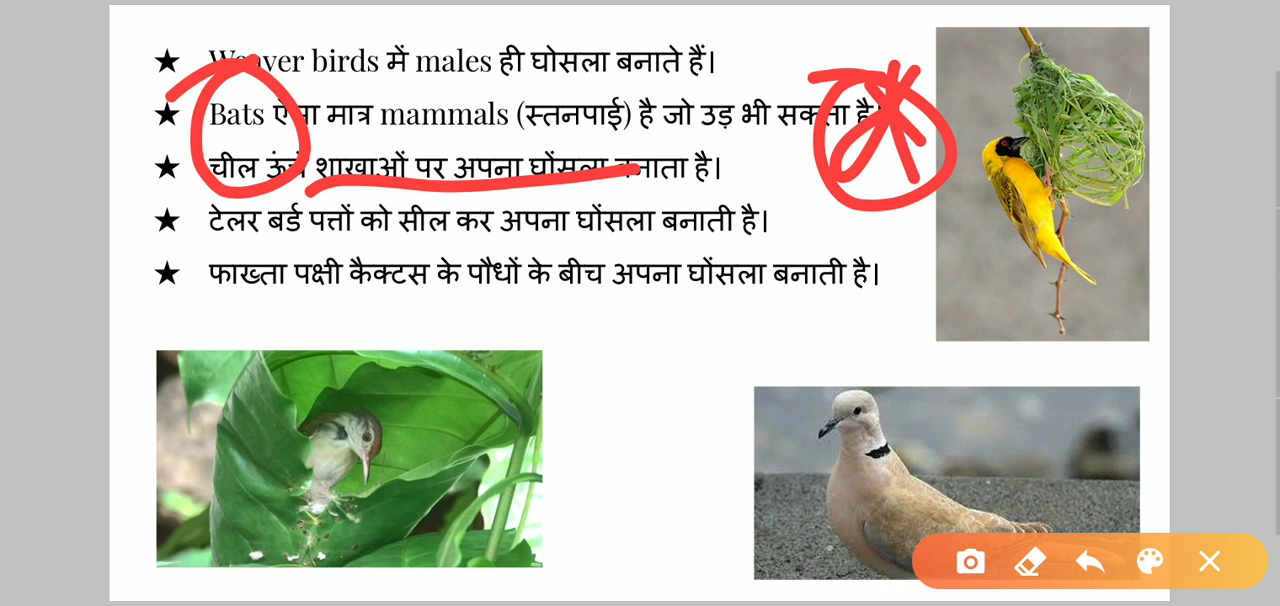 ★ Weaver birds में males ही घोसला बनाते हैं।
★ Bats ऐसा मात्र mammals (स्तनपाई) है जो उड़ भी सकता है।
★ चील ऊंचे शाखाओं पर अपना घोंसला बनाता है।
★ टेलर बर्ड पत्तों को सील कर अपना घोंसला बनाती है।
★ फाख्ता पक्षी कैक्टस के पौधों के बीच अपना घोंसला बनाती है।